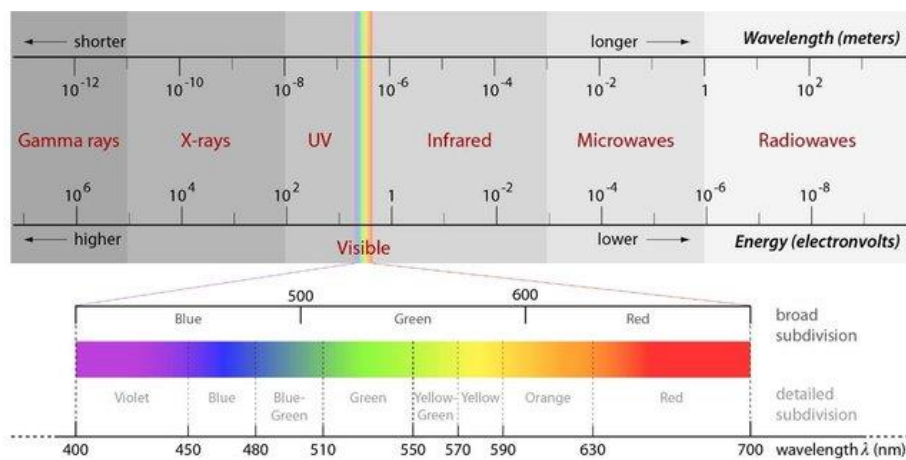 ← shorter longer → Wavelength (meters)
10⁻¹² 10⁻¹⁰ 10⁻⁸ 10⁻⁶ 10⁻⁴ 10⁻² 1 10²
Gamma rays X-rays UV Infrared Microwaves Radiowaves
10⁶ 10⁴ 10² 1 10⁻² 10⁻⁴ 10⁻⁶ 10⁻⁸
← higher Visible lower → Energy (electronvolts)
500 600
Blue Green Red broad
subdivision
Violet Blue Blue-
Green Green Yellow-
Green Yellow Orange Red detailed
subdivision
400 450 480 510 550 570 590 630 700 wavelength λ (nm)